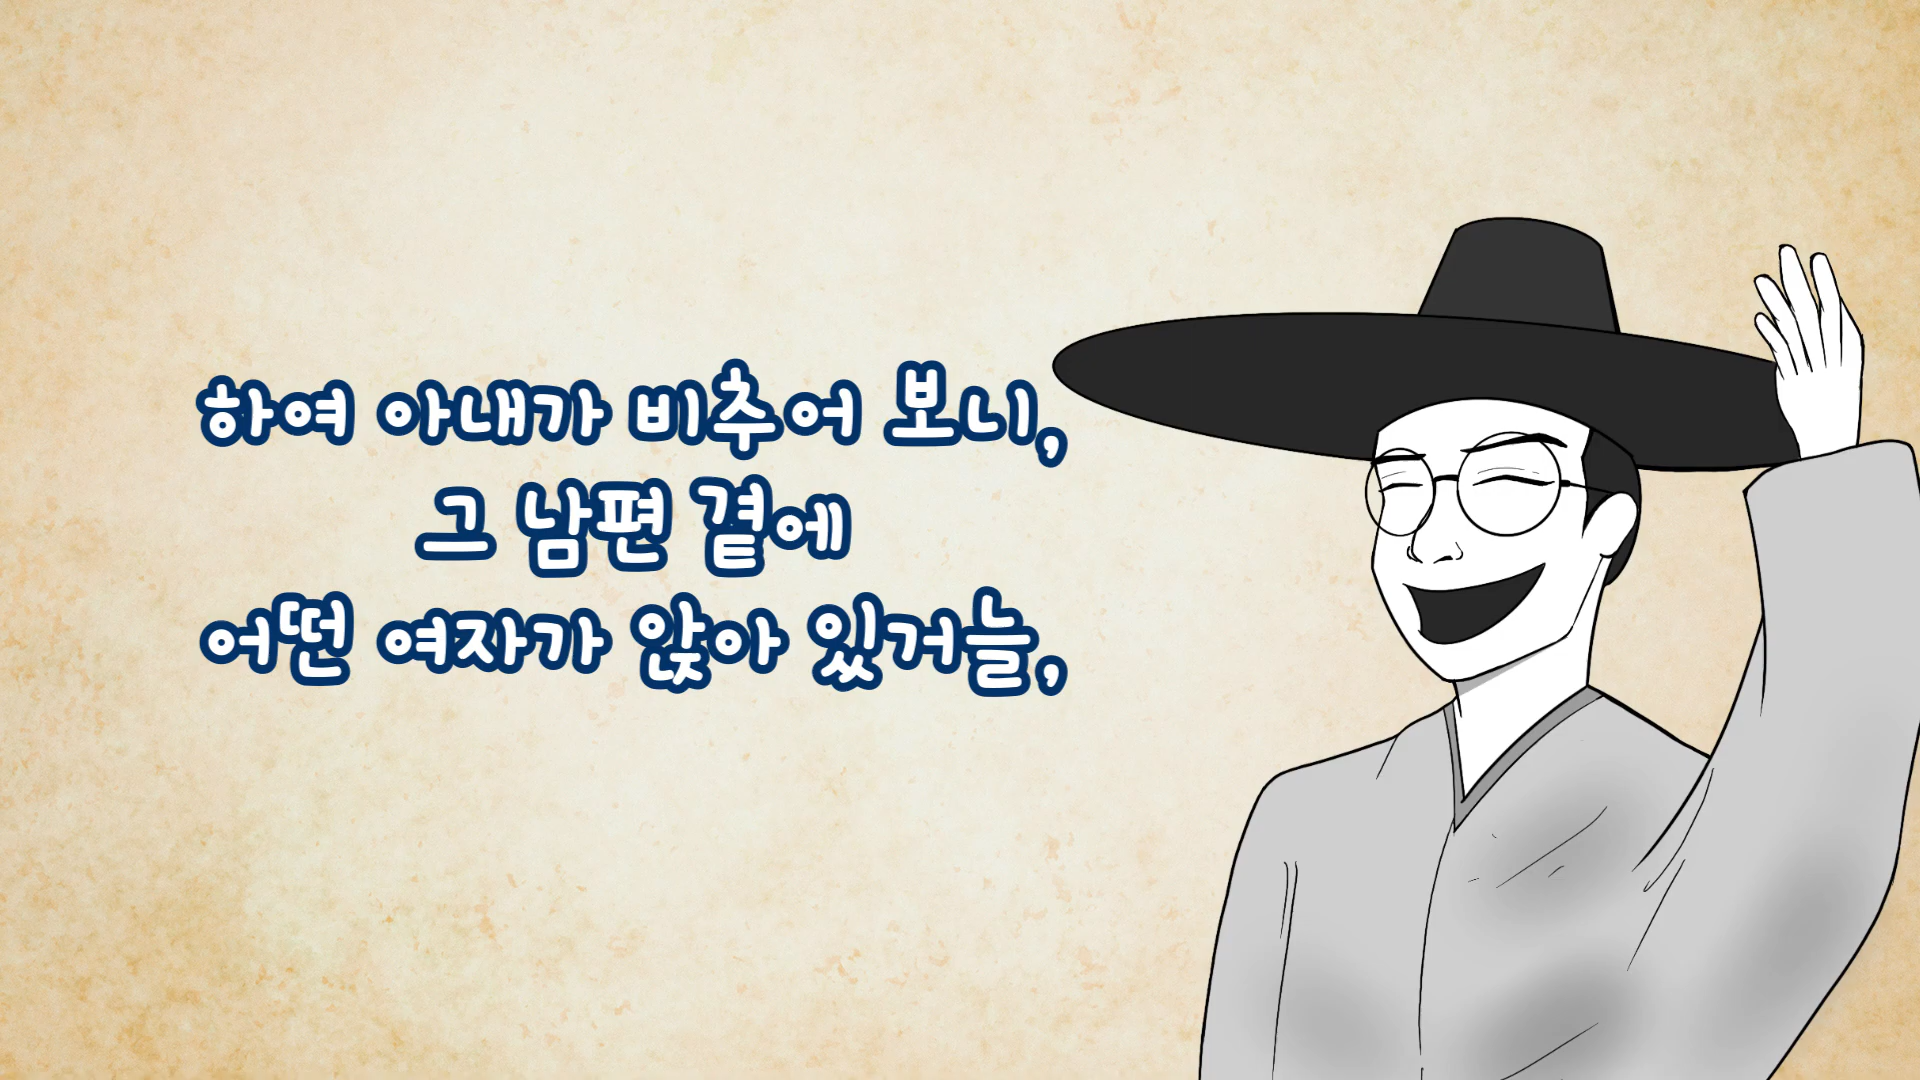 하여 아내가 비추어 보니,
그 남편 곁에
어떤 여자가 앉아 있거늘,